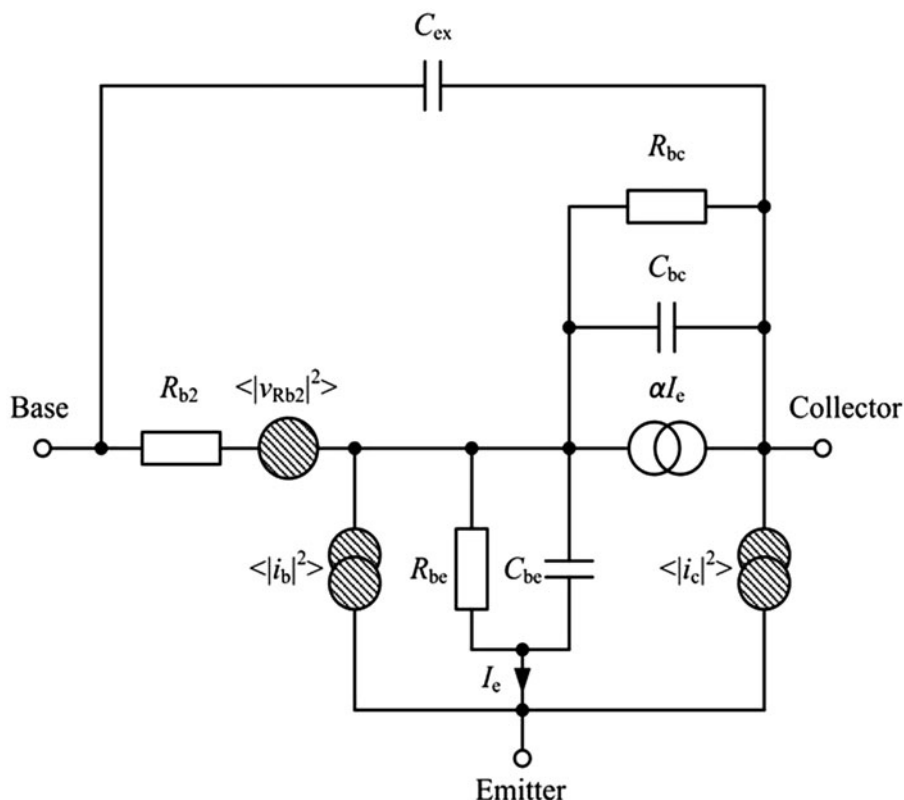 C_ex
R_bc
C_bc
Base
R_b2
<|v_Rb2|²>
αI_e
Collector
<|i_b|²>
R_be
C_be
<|i_c|²>
I_e
Emitter